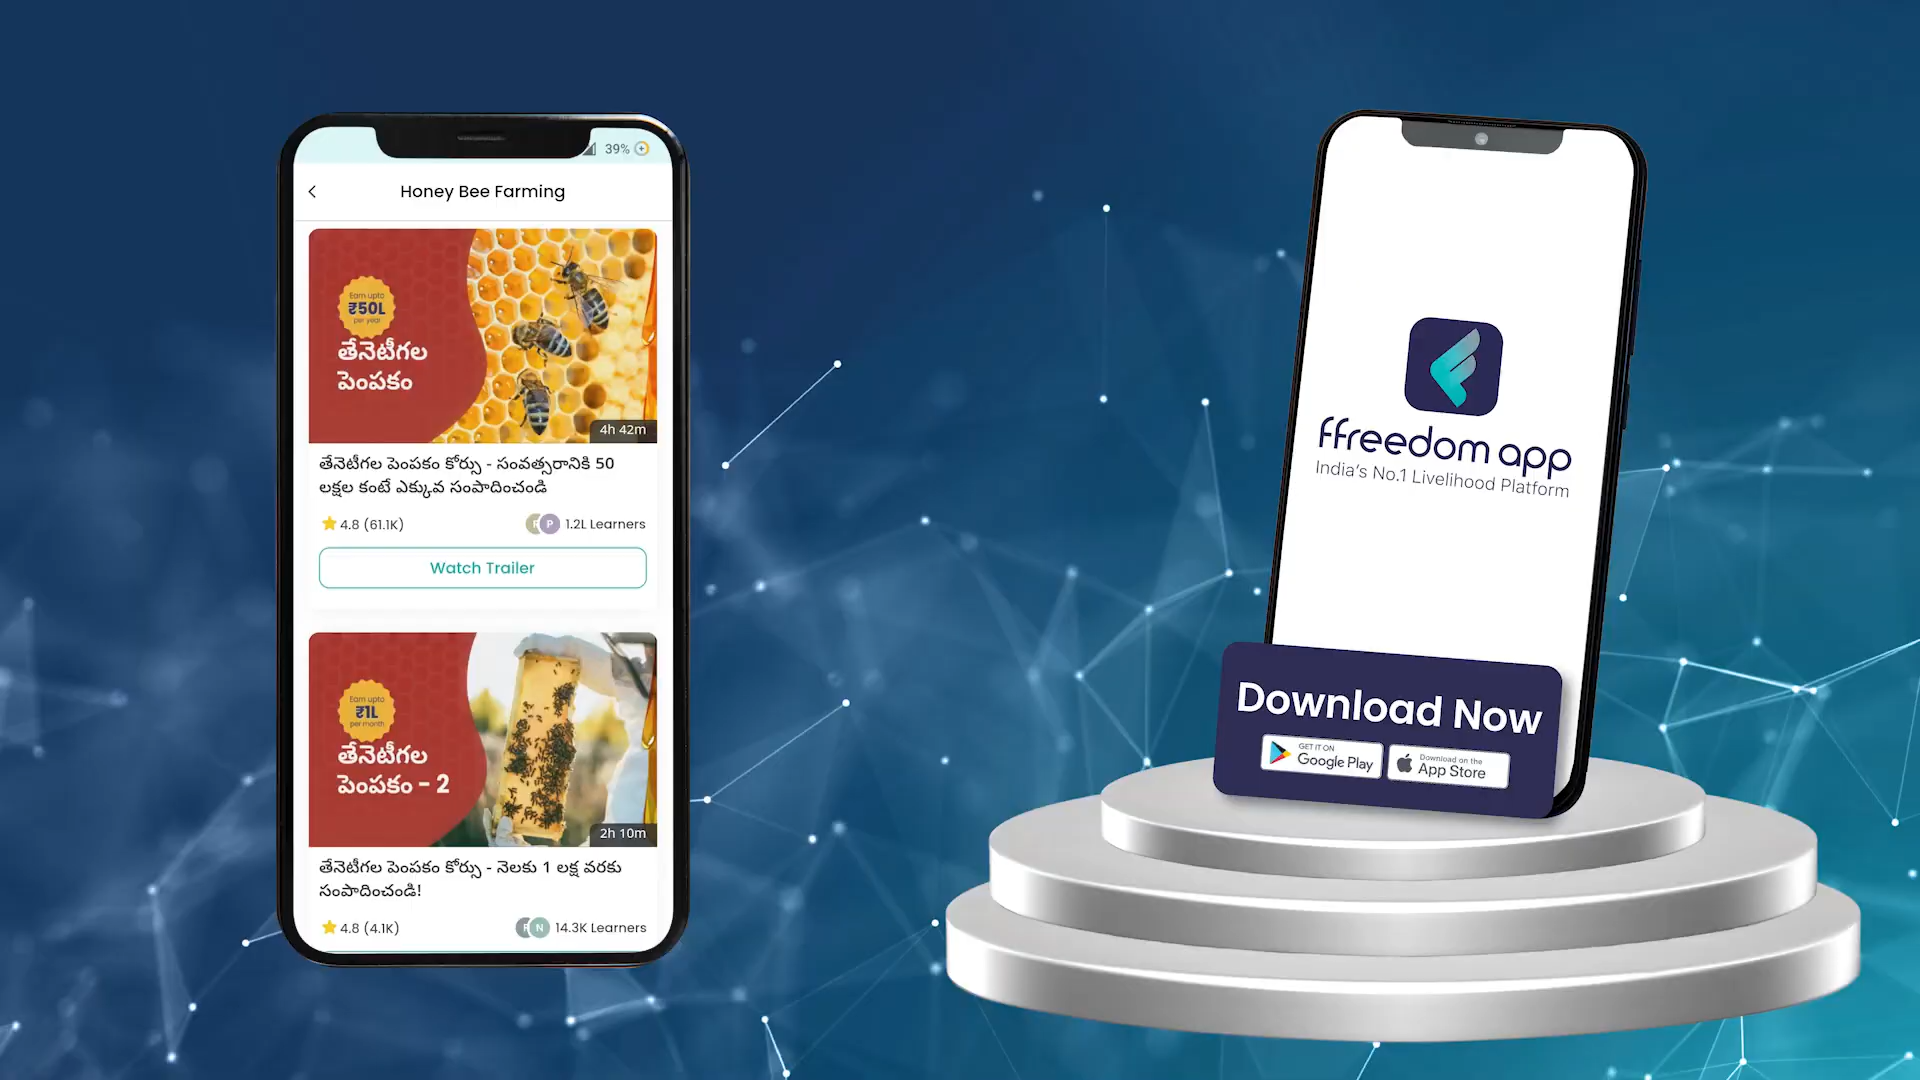 39%
Honey Bee Farming
Earn upto
₹50L
per year
తేనెటీగల
పెంపకం
4h 42m
తేనెటీగల పెంపకం కోర్సు - సంవత్సరానికి 50
లక్షల కంటే ఎక్కువ సంపాదించండి
4.8 (61.1K)
P
1.2L Learners
Watch Trailer
Earn upto
₹1L
per month
తేనెటీగల
పెంపకం - 2
2h 10m
తేనెటీగల పెంపకం కోర్సు - నెలకు 1 లక్ష వరకు
సంపాదించండి!
4.8 (4.1K)
N
14.3K Learners
ffreedom app
India's No.1 Livelihood Platform
Download Now
GET IT ON
Google Play
Download on the
App Store